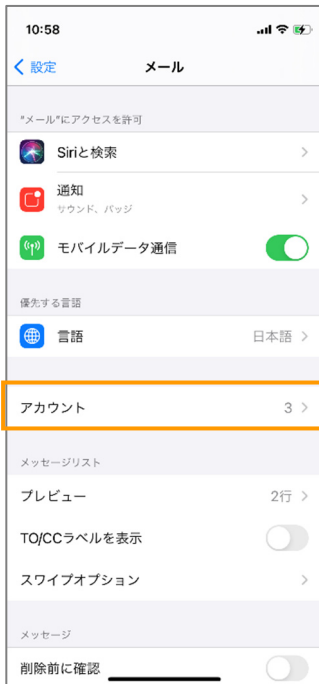 10:58
設定 メール
"メール"にアクセスを許可
Siriと検索
通知
サウンド、バッジ
モバイルデータ通信
優先する言語
言語 日本語
アカウント 3
メッセージリスト
プレビュー 2行
TO/CCラベルを表示
スワイプオプション
メッセージ
削除前に確認